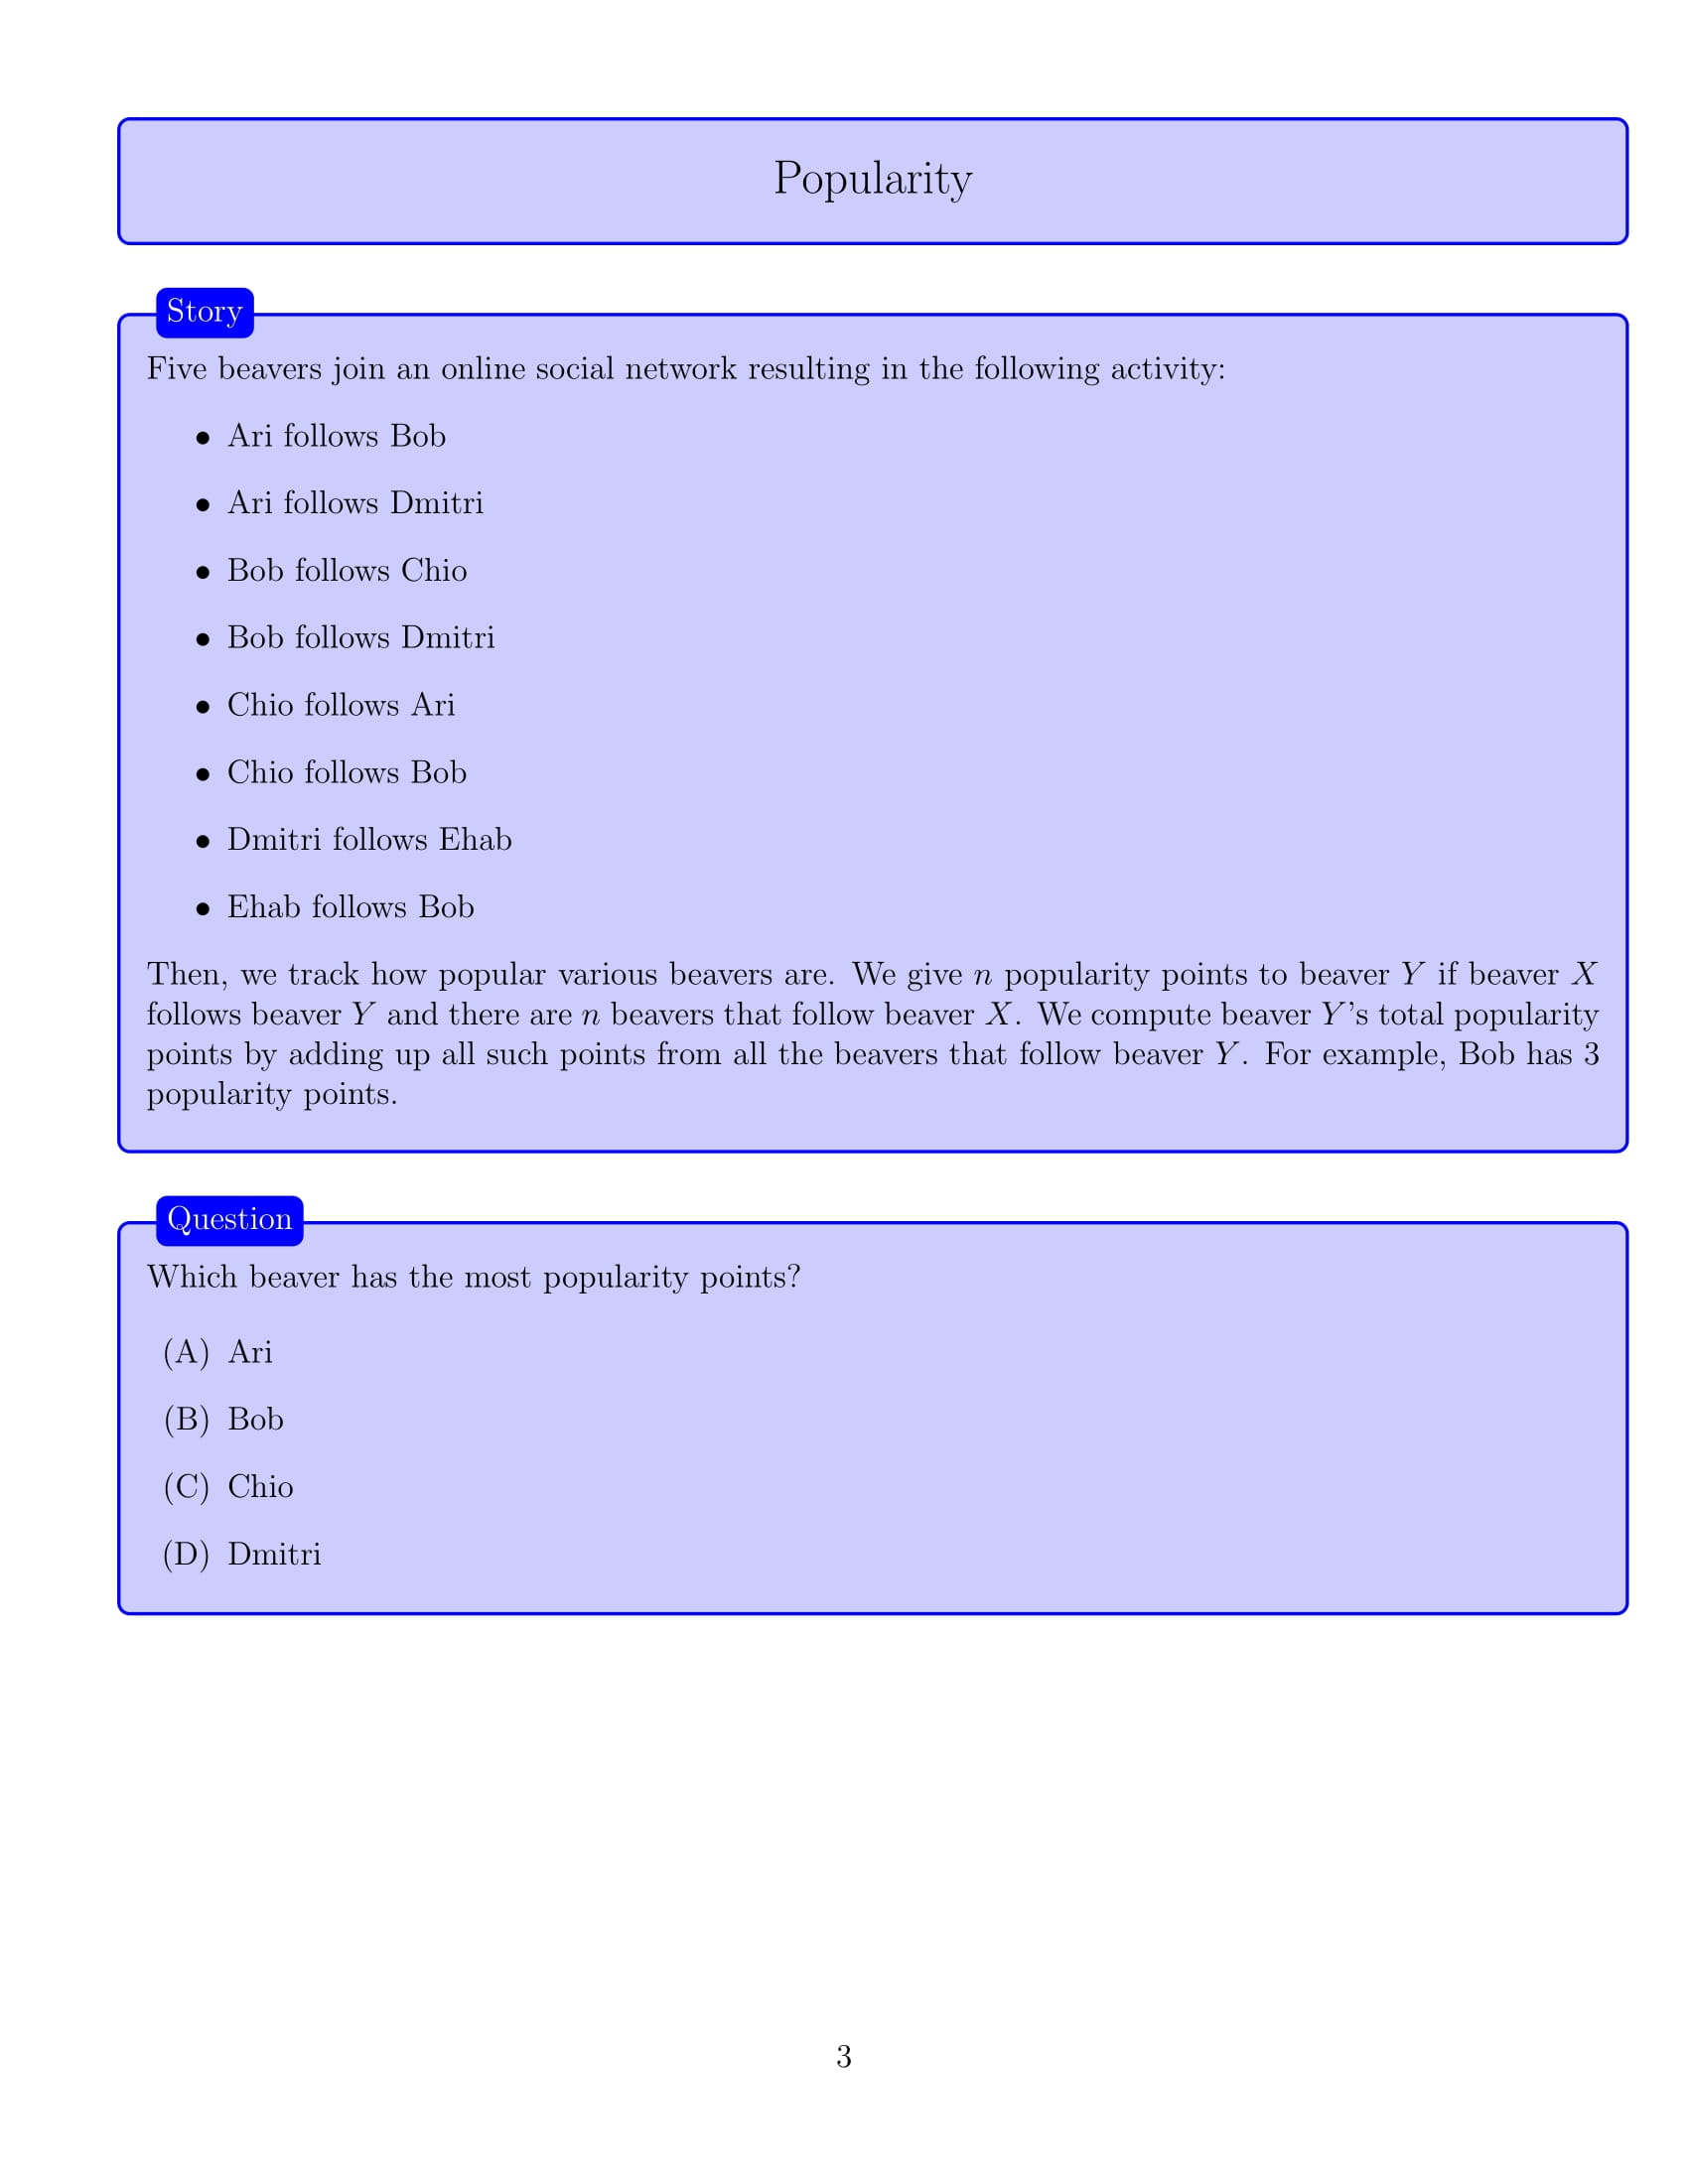 Popularity
Story
Five beavers join an online social network resulting in the following activity:
• Ari follows Bob
• Ari follows Dmitri
• Bob follows Chio
• Bob follows Dmitri
• Chio follows Ari
• Chio follows Bob
• Dmitri follows Ehab
• Ehab follows Bob
Then, we track how popular various beavers are. We give n popularity points to beaver Y if beaver X
follows beaver Y and there are n beavers that follow beaver X. We compute beaver Y's total popularity
points by adding up all such points from all the beavers that follow beaver Y. For example, Bob has 3
popularity points.
Question
Which beaver has the most popularity points?
(A) Ari
(B) Bob
(C) Chio
(D) Dmitri
3